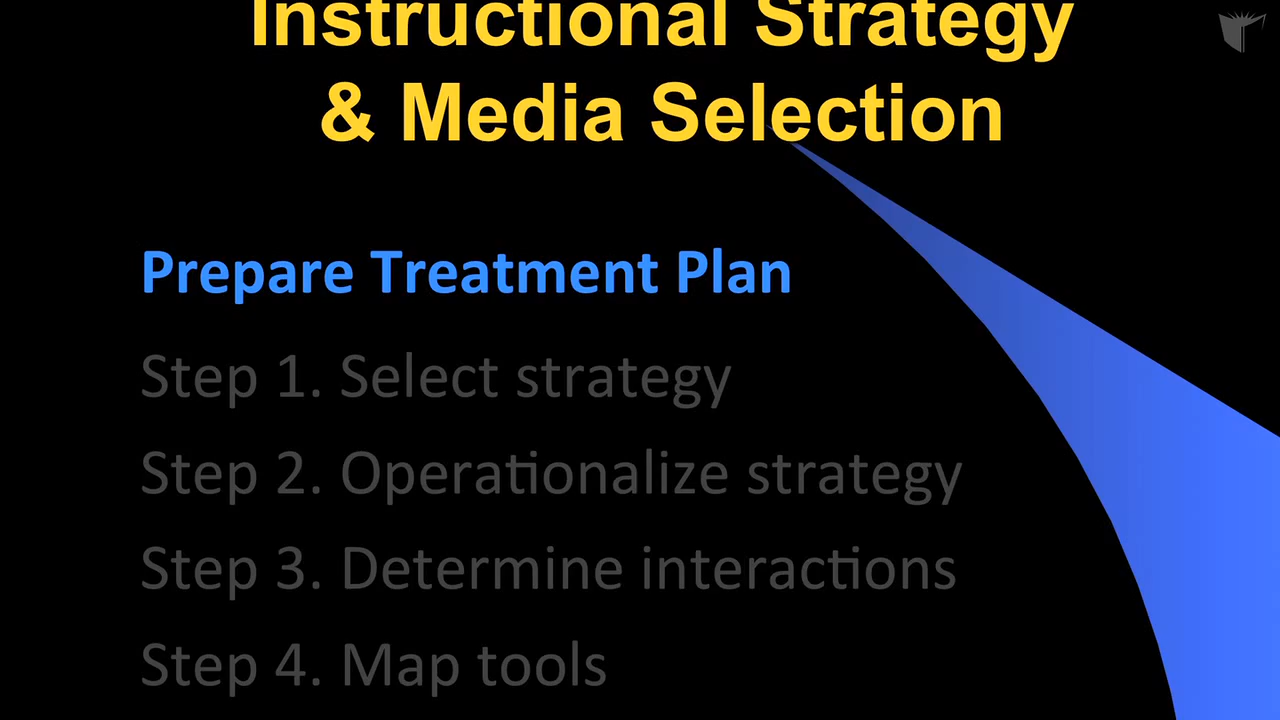 Instructional Strategy
& Media Selection
Prepare Treatment Plan
Step 1. Select strategy
Step 2. Operationalize strategy
Step 3. Determine interactions
Step 4. Map tools